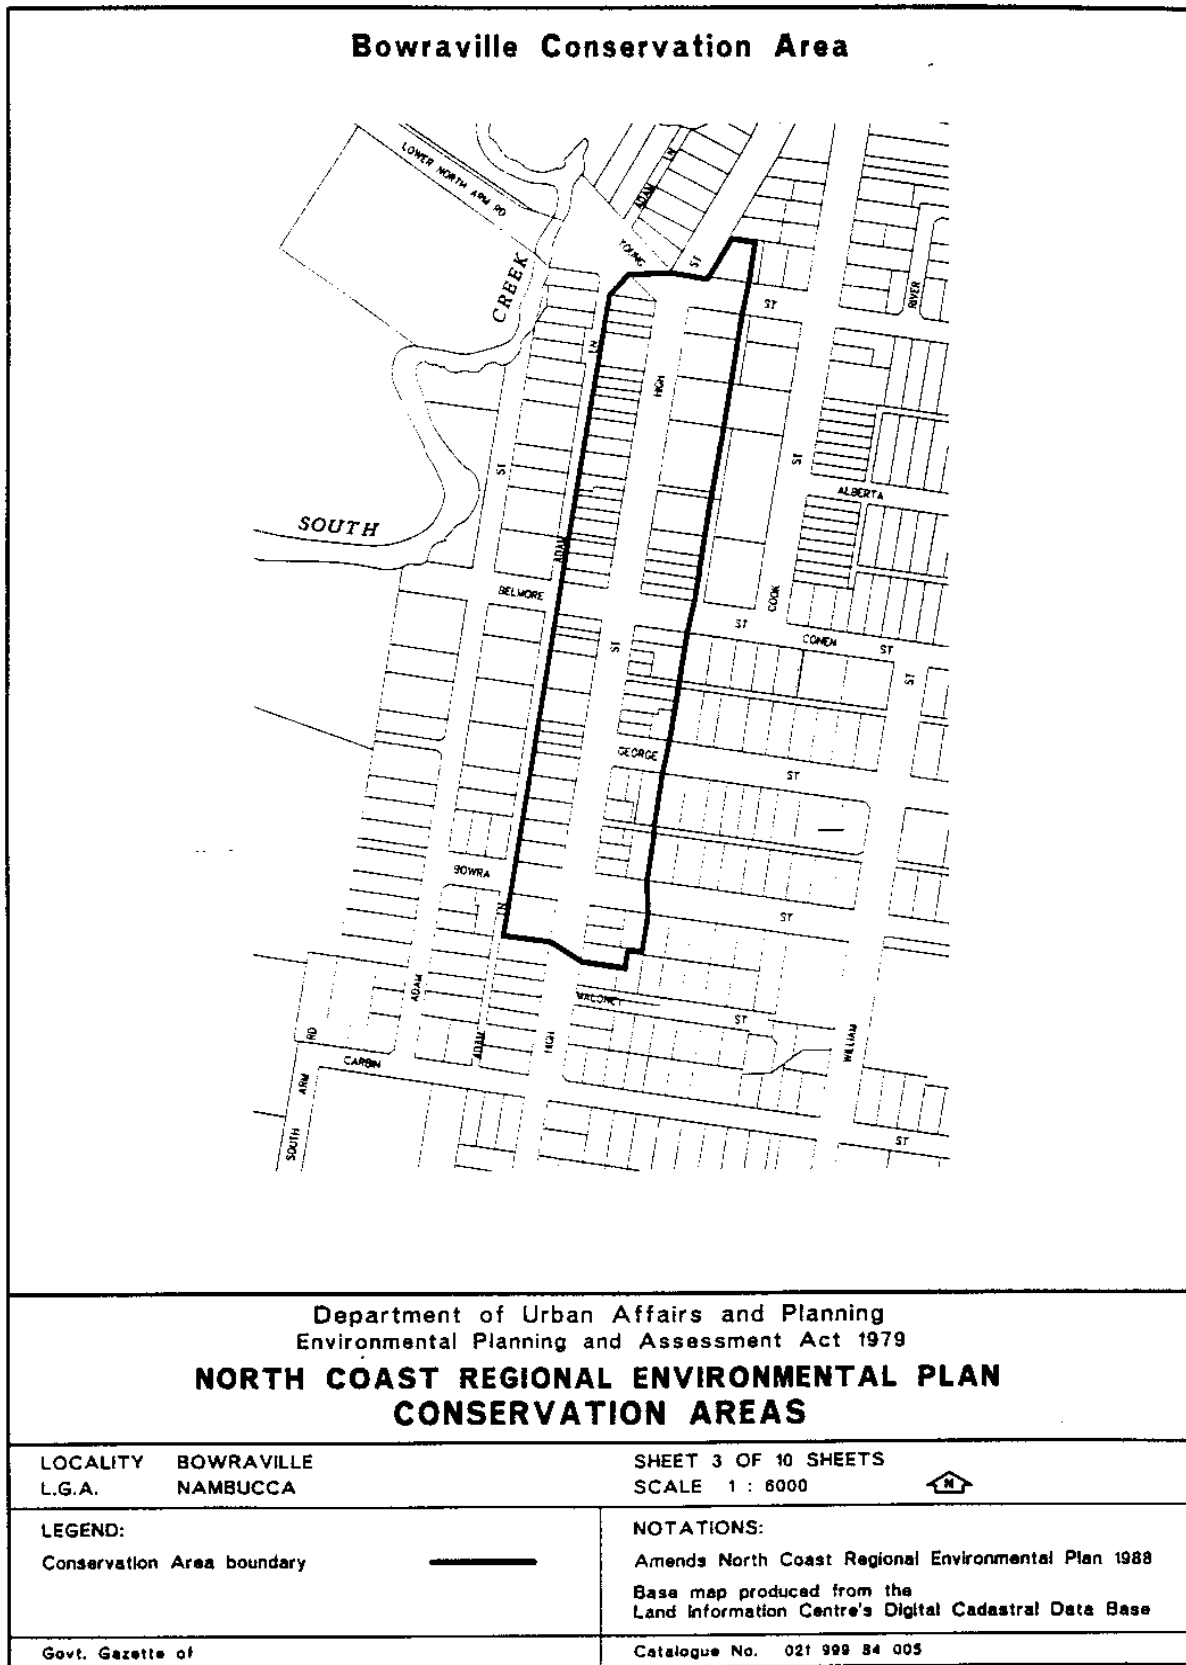 Bowraville Conservation Area
LOWER NORTH ARM RD
ADAM
LN
YOUNG
ST
CREEK
RIVER
ST
LN
HIGH
ST
ST
ALBERTA
SOUTH
ADAM
BELMORE
COOK
ST
CONEN
ST
ST
ST
GEORGE
ST
BOWRA
LN
ST
ADAM
MALONEY
ST
RD
ADAM
HIGH
WILLIAM
CARBIN
SOUTH ARM
ST
Department of Urban Affairs and Planning
Environmental Planning and Assessment Act 1979
NORTH COAST REGIONAL ENVIRONMENTAL PLAN
CONSERVATION AREAS
LOCALITY BOWRAVILLE
L.G.A. NAMBUCCA
SHEET 3 OF 10 SHEETS
SCALE 1 : 6000
N
LEGEND:
Conservation Area boundary
NOTATIONS:
Amends North Coast Regional Environmental Plan 1988
Base map produced from the
Land Information Centre's Digital Cadastral Data Base
Govt. Gazette of
Catalogue No. 021 999 84 005